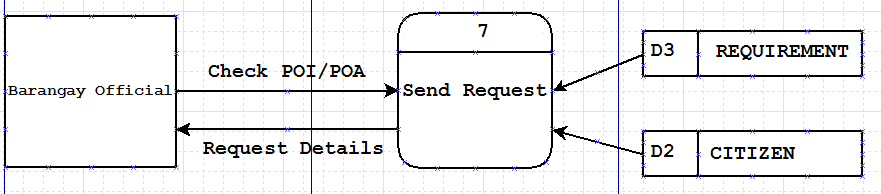 7
D3 REQUIREMENT
Check POI/POA
Barangay Official
Send Request
Request Details
D2 CITIZEN